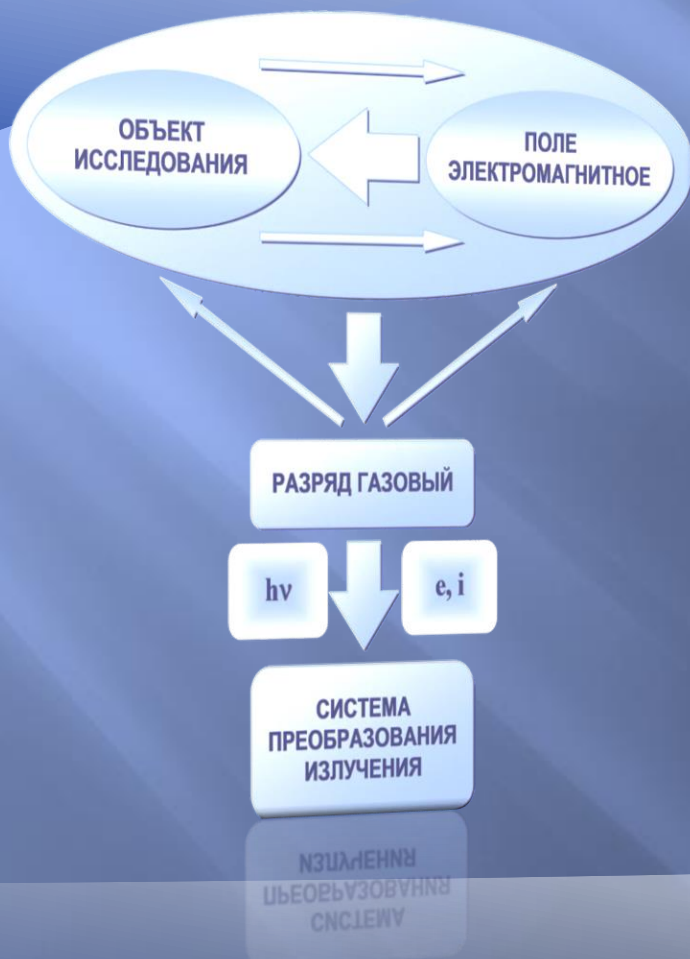 ОБЪЕКТ
ИССЛЕДОВАНИЯ
ПОЛЕ
ЭЛЕКТРОМАГНИТНОЕ
РАЗРЯД ГАЗОВЫЙ
hν
e, i
СИСТЕМА
ПРЕОБРАЗОВАНИЯ
ИЗЛУЧЕНИЯ